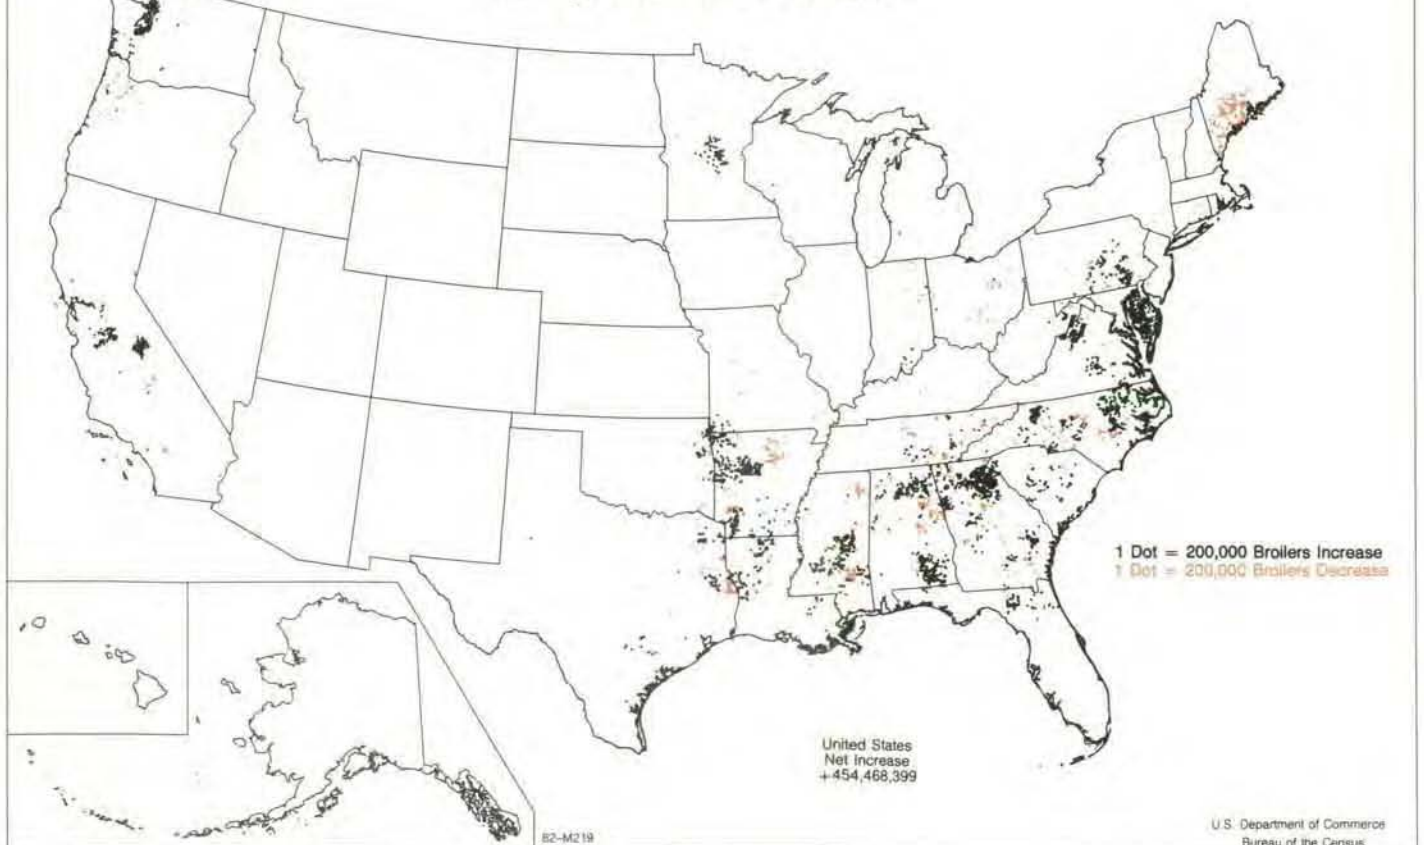 1 Dot = 200,000 Broilers Increase
1 Dot = 200,000 Broilers Decrease
United States
Net Increase
+454,468,399
82-M219
U.S. Department of Commerce
Bureau of the Census